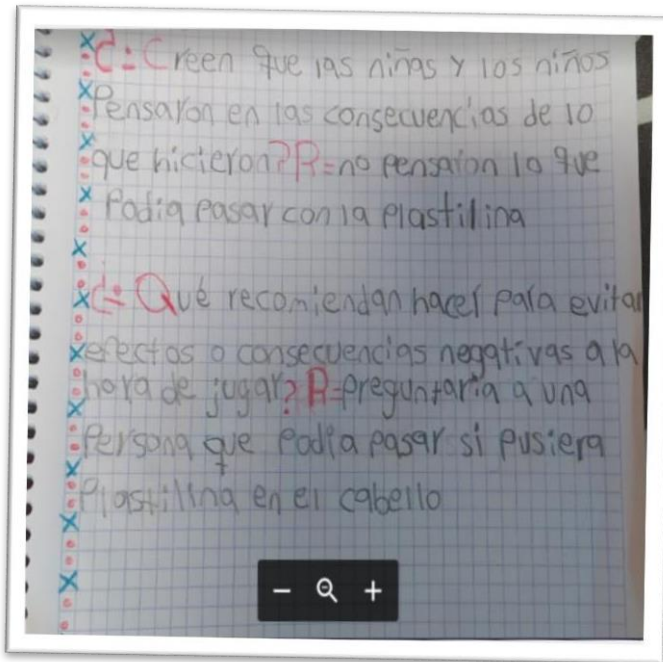 ¿: Creen que las niñas y los niños
Pensaron en las consecuencias de lo
que hicieron? R=no pensaron lo que
Podia pasar con la plastilina
¿: Qué recomiendan hacer para evitar
efectos o consecuencias negativas a la
hora de jugar? R=preguntaria a una
Persona que podia pasar si pusiera
Plastilina en el cabello